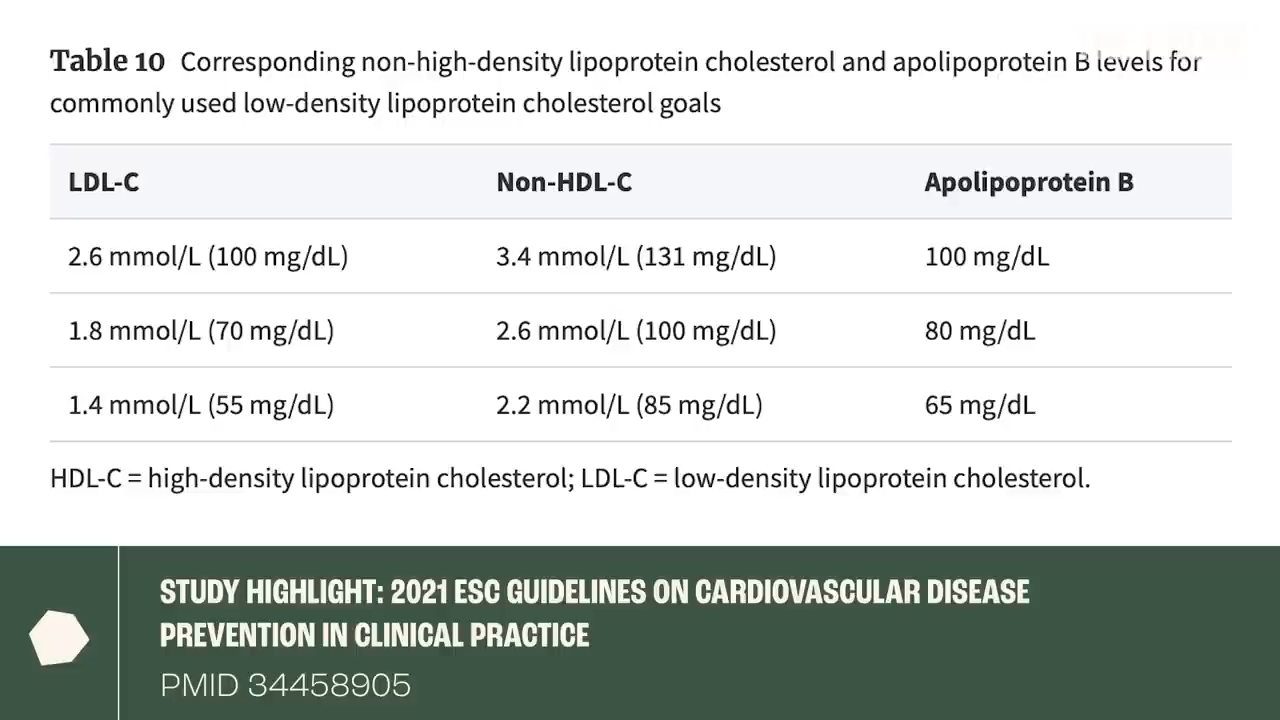 Table 10 Corresponding non-high-density lipoprotein cholesterol and apolipoprotein B levels for
commonly used low-density lipoprotein cholesterol goals
LDL-C Non-HDL-C Apolipoprotein B
2.6 mmol/L (100 mg/dL) 3.4 mmol/L (131 mg/dL) 100 mg/dL
1.8 mmol/L (70 mg/dL) 2.6 mmol/L (100 mg/dL) 80 mg/dL
1.4 mmol/L (55 mg/dL) 2.2 mmol/L (85 mg/dL) 65 mg/dL
HDL-C = high-density lipoprotein cholesterol; LDL-C = low-density lipoprotein cholesterol.
STUDY HIGHLIGHT: 2021 ESC GUIDELINES ON CARDIOVASCULAR DISEASE
PREVENTION IN CLINICAL PRACTICE
PMID 34458905